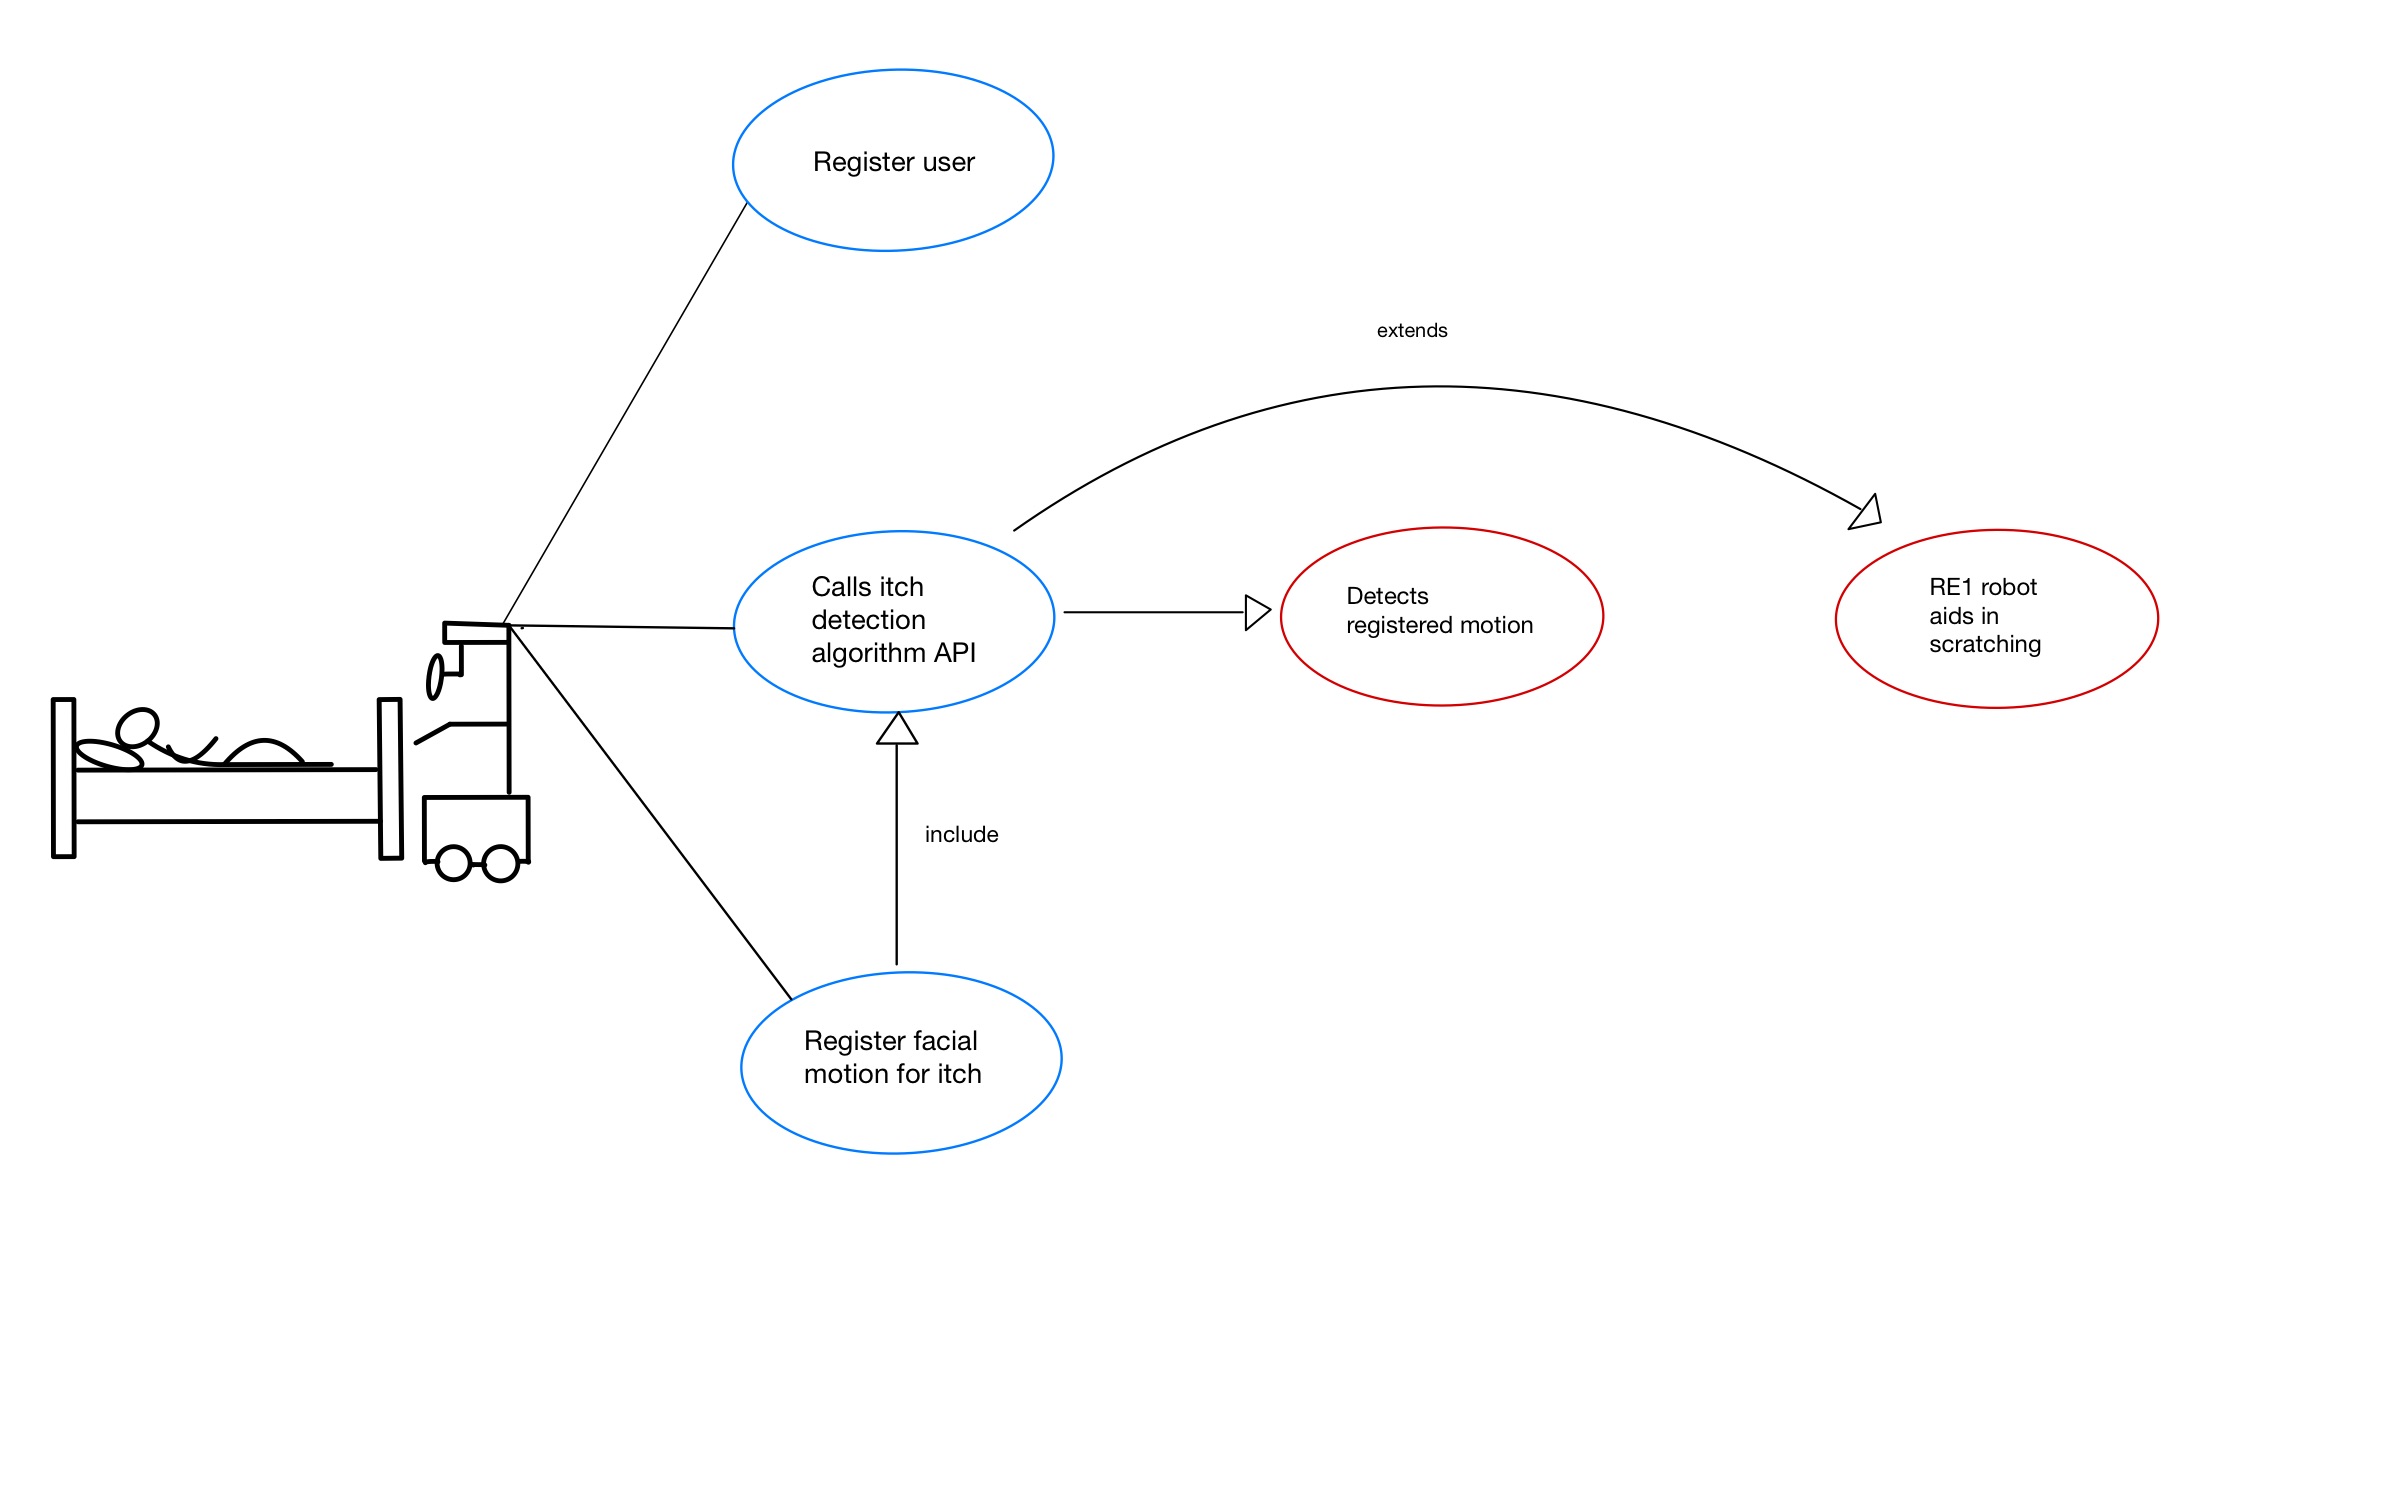 Register user
extends
Calls itch
detection
algorithm API
Detects
registered motion
RE1 robot
aids in
scratching
include
Register facial
motion for itch